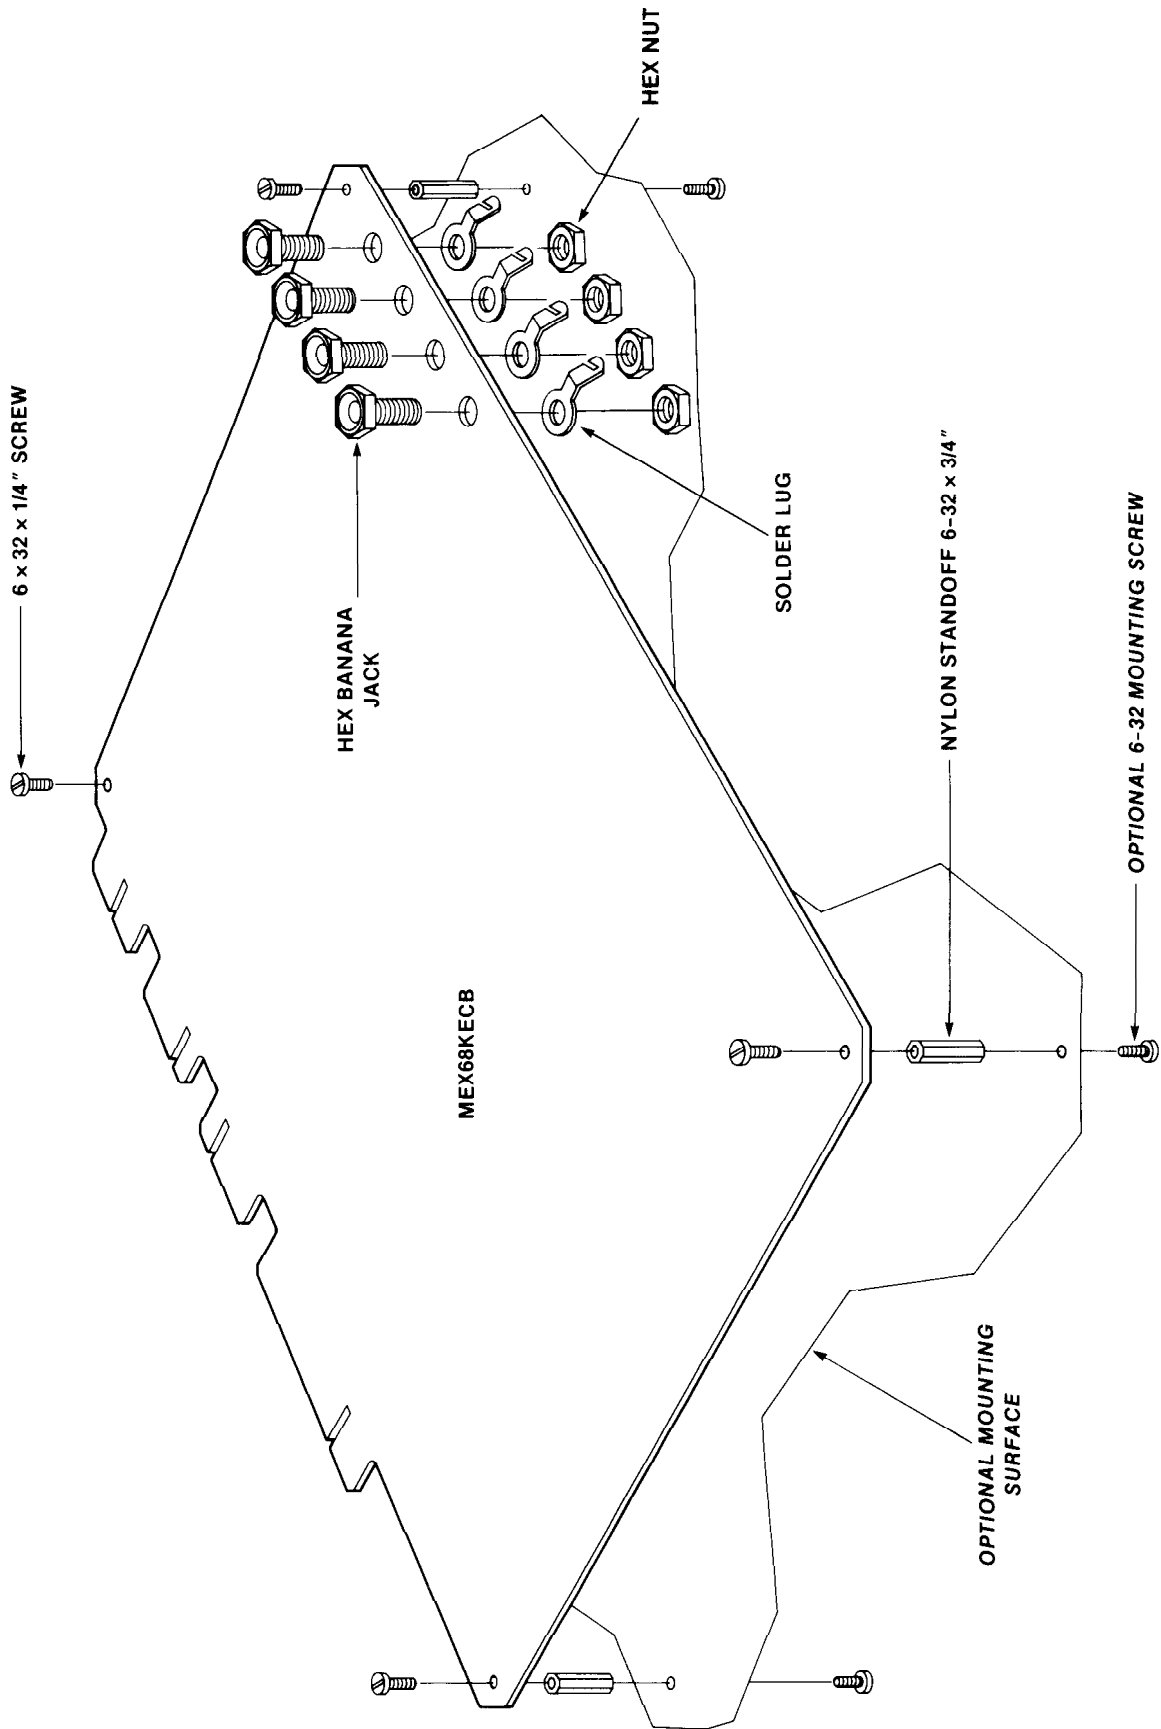 6 x 32 x 1/4" SCREW
HEX BANANA
JACK
HEX NUT
MEX68KECB
SOLDER LUG
NYLON STANDOFF 6-32 x 3/4"
OPTIONAL MOUNTING
SURFACE
OPTIONAL 6-32 MOUNTING SCREW